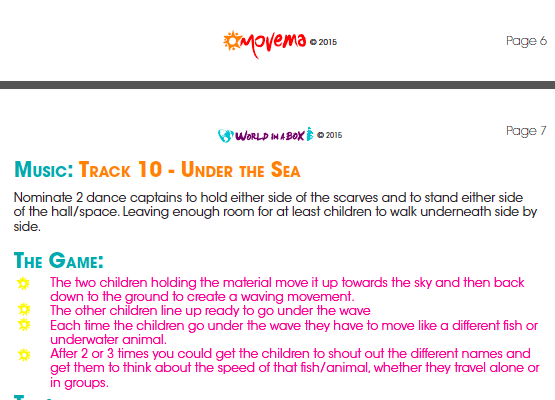 movema © 2015
Page 6
World in a Box © 2015
Page 7
Music: Track 10 - Under the Sea
Nominate 2 dance captains to hold either side of the scarves and to stand either side
of the hall/space. Leaving enough room for at least children to walk underneath side by
side.
The Game:
The two children holding the material move it up towards the sky and then back
down to the ground to create a waving movement.
The other children line up ready to go under the wave
Each time the children go under the wave they have to move like a different fish or
underwater animal.
After 2 or 3 times you could get the children to shout out the different names and
get them to think about the speed of that fish/animal, whether they travel alone or
in groups.